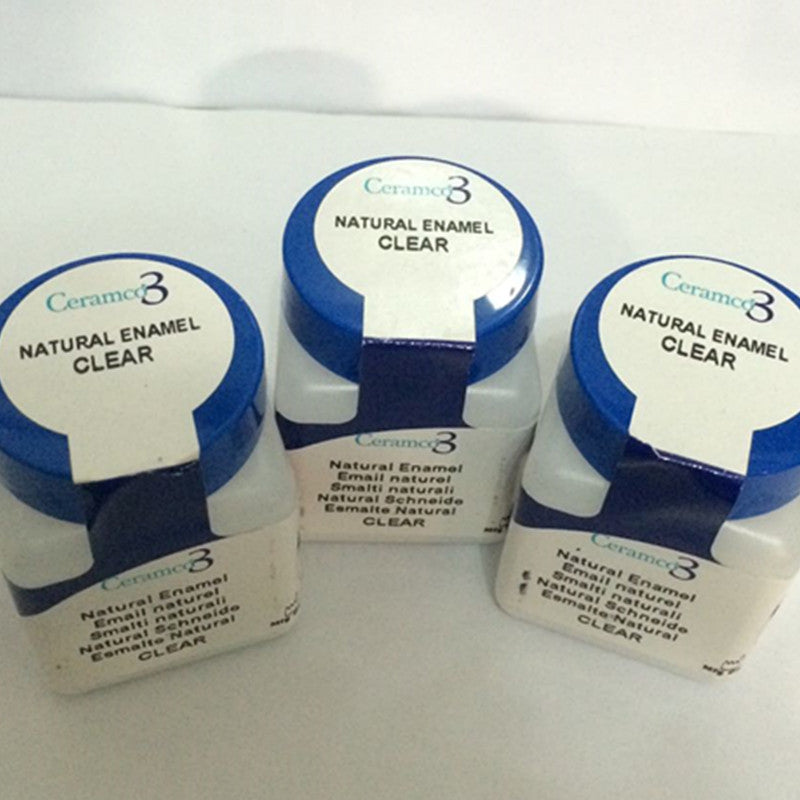 Ceramco3
NATURAL ENAMEL
CLEAR
Ceramco3
Natural Enamel
Email naturel
Smalti naturali
Natural Schneide
Esmalte Natural
CLEAR
Ceramco3
NATURAL ENAMEL
CLEAR
Ceramco3
Natural Enamel
Email naturel
Smalti naturali
Natural Schneide
Esmalte Natural
CLEAR
Ceramco3
NATURAL ENAMEL
CLEAR
Ceramco3
Natural Enamel
Email naturel
Smalti naturali
Natural Schneide
Esmalte Natural
CLEAR